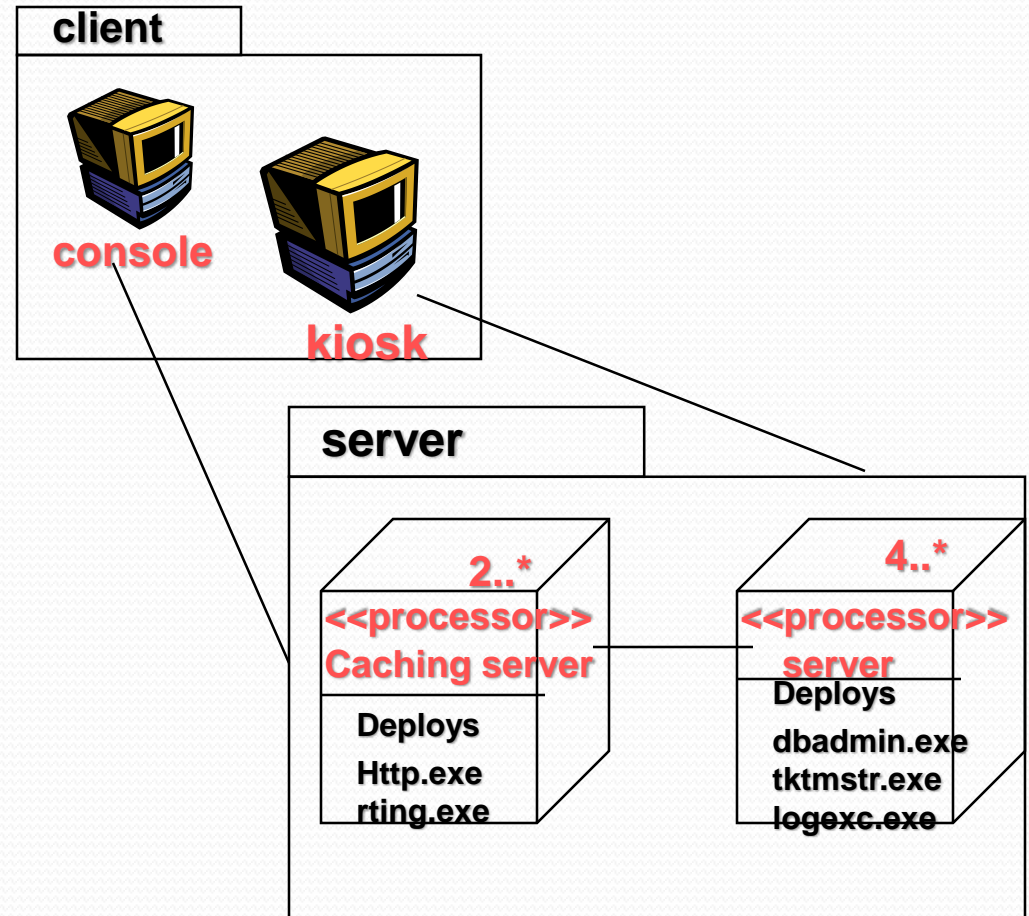 client
console
kiosk
server
2..*
<<processor>>
Caching server
Deploys
Http.exe
rting.exe
4..*
<<processor>>
server
Deploys
dbadmin.exe
tktmstr.exe
logexc.exe